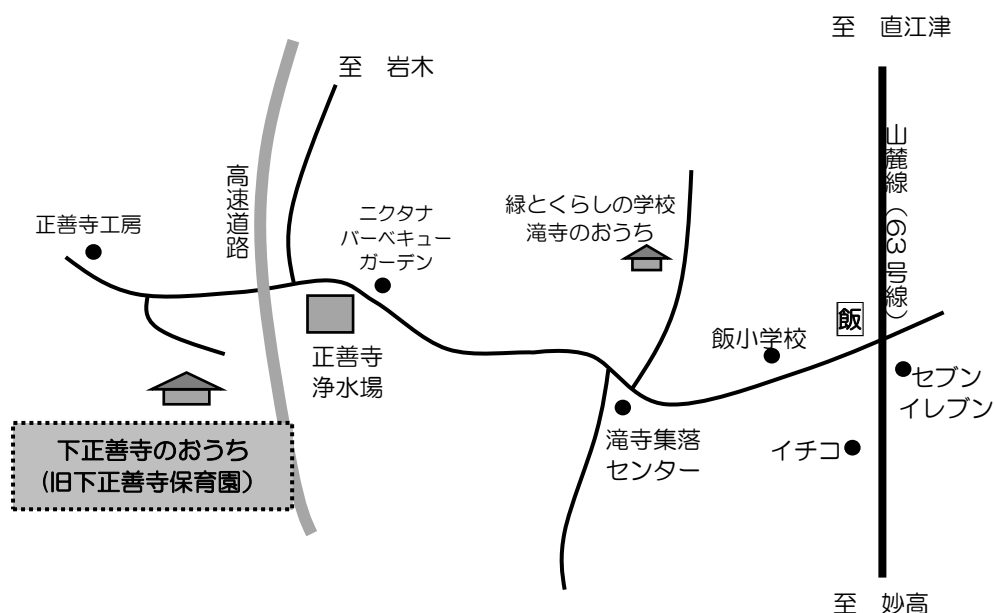 至　直江津
至　岩木
山麓線（63号線）
高速道路
緑とくらしの学校
滝寺のおうち
正善寺工房
ニクタナ
バーベキュー
ガーデン
飯
飯小学校
正善寺
浄水場
セブン
イレブン
下正善寺のおうち
（旧下正善寺保育園）
滝寺集落
センター
イチコ
至　妙高